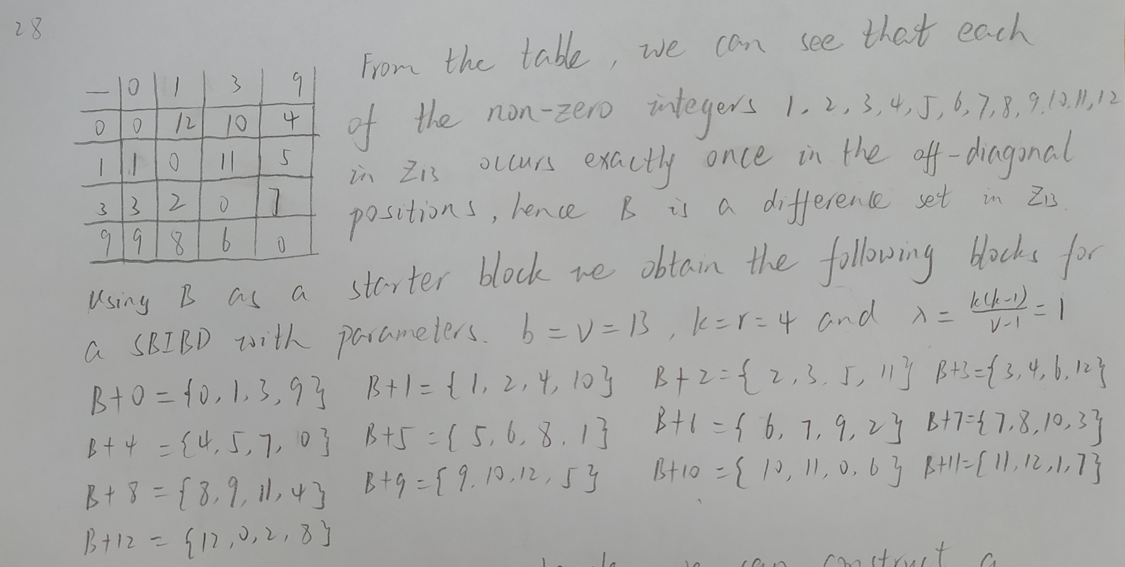 28
— 0 1 3 9
0 0 12 10 4
1 1 0 11 5
3 3 2 0 7
9 9 8 6 0
From the table, we can see that each
of the non-zero integers 1, 2, 3, 4, 5, 6, 7, 8, 9, 10, 11, 12
in Z13 occurs exactly once in the off-diagonal
positions, hence B is a difference set in Z13.
Using B as a starter block we obtain the following blocks for
a SBIBD with parameters. b = v = 13, k = r = 4 and λ = k(k-1)/v-1 = 1
B+0 = {0, 1, 3, 9} B+1 = {1, 2, 4, 10} B+2 = {2, 3, 5, 11} B+3 = {3, 4, 6, 12}
B+4 = {4, 5, 7, 0} B+5 = {5, 6, 8, 1} B+6 = {6, 7, 9, 2} B+7 = {7, 8, 10, 3}
B+8 = {8, 9, 11, 4} B+9 = {9, 10, 12, 5} B+10 = {10, 11, 0, 6} B+11 = {11, 12, 1, 7}
B+12 = {12, 0, 2, 8}
can construct a